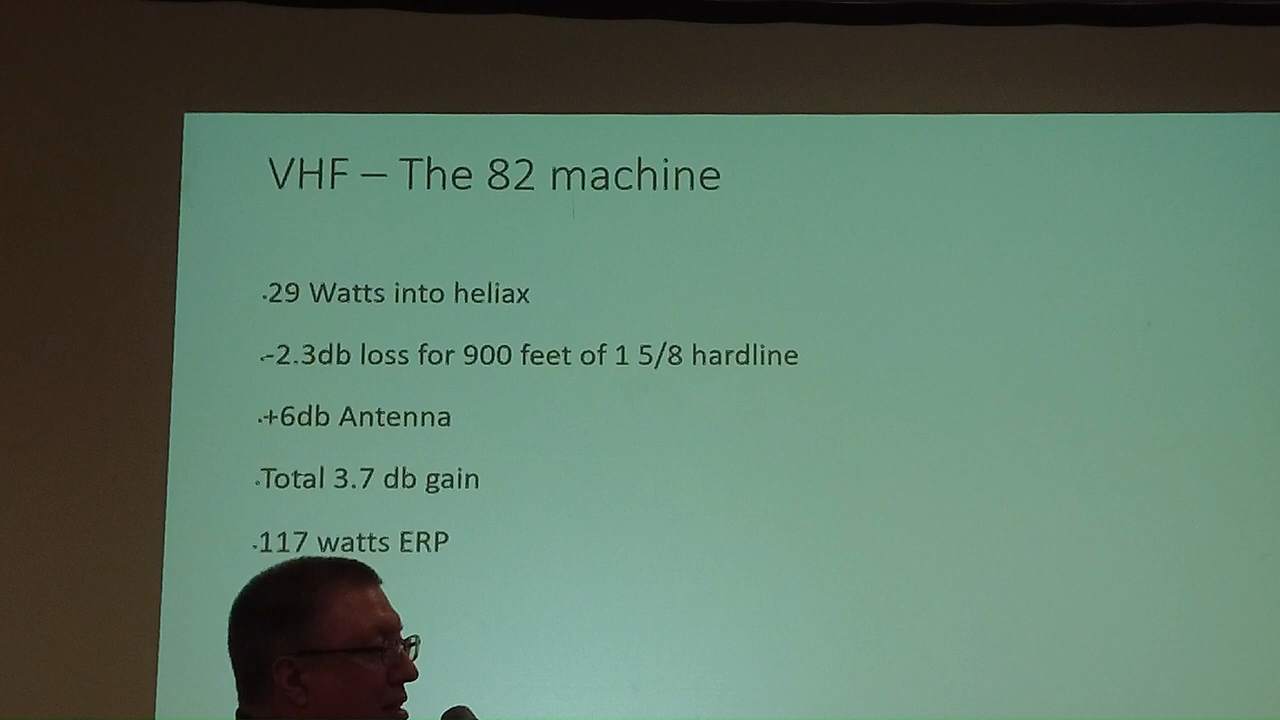 VHF – The 82 machine
29 Watts into heliax
-2.3db loss for 900 feet of 1 5/8 hardline
+6db Antenna
Total 3.7 db gain
117 watts ERP